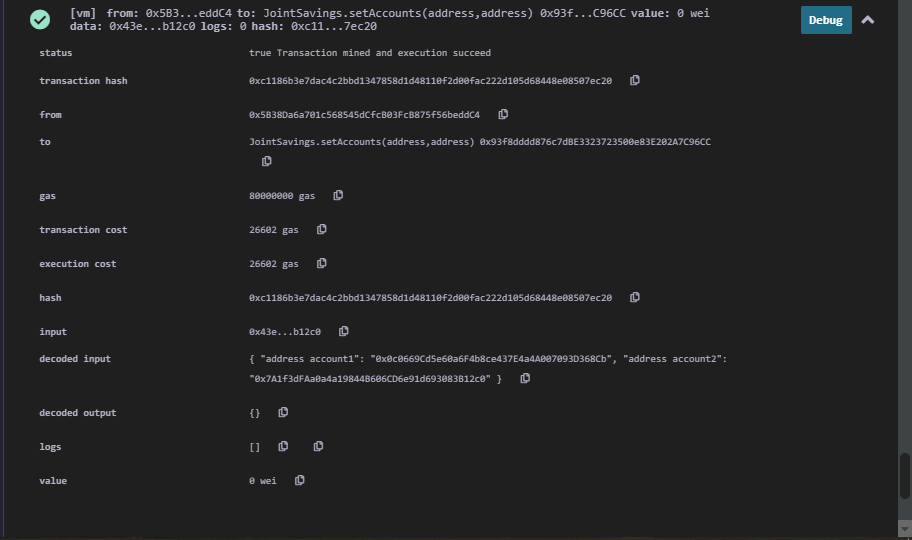 [vm] from: 0x5B3...eddC4 to: JointSavings.setAccounts(address,address) 0x93f...C96CC value: 0 wei
data: 0x43e...b12c0 logs: 0 hash: 0xc11...7ec20
Debug
status true Transaction mined and execution succeed
transaction hash 0xc1186b3e7dac4c2bbd1347858d1d48110f2d00fac222d105d68448e08507ec20
from 0x5B38Da6a701c568545dCfcB03FcB875f56beddC4
to JointSavings.setAccounts(address,address) 0x93f8dddd876c7dBE3323723500e83E202A7C96CC
gas 80000000 gas
transaction cost 26602 gas
execution cost 26602 gas
hash 0xc1186b3e7dac4c2bbd1347858d1d48110f2d00fac222d105d68448e08507ec20
input 0x43e...b12c0
decoded input { "address account1": "0x0c0669Cd5e60a6F4b8ce437E4a4A007093D368Cb", "address account2":
"0x7A1f3dFAa0a4a19844B606CD6e91d693083B12c0" }
decoded output {}
logs []
value 0 wei